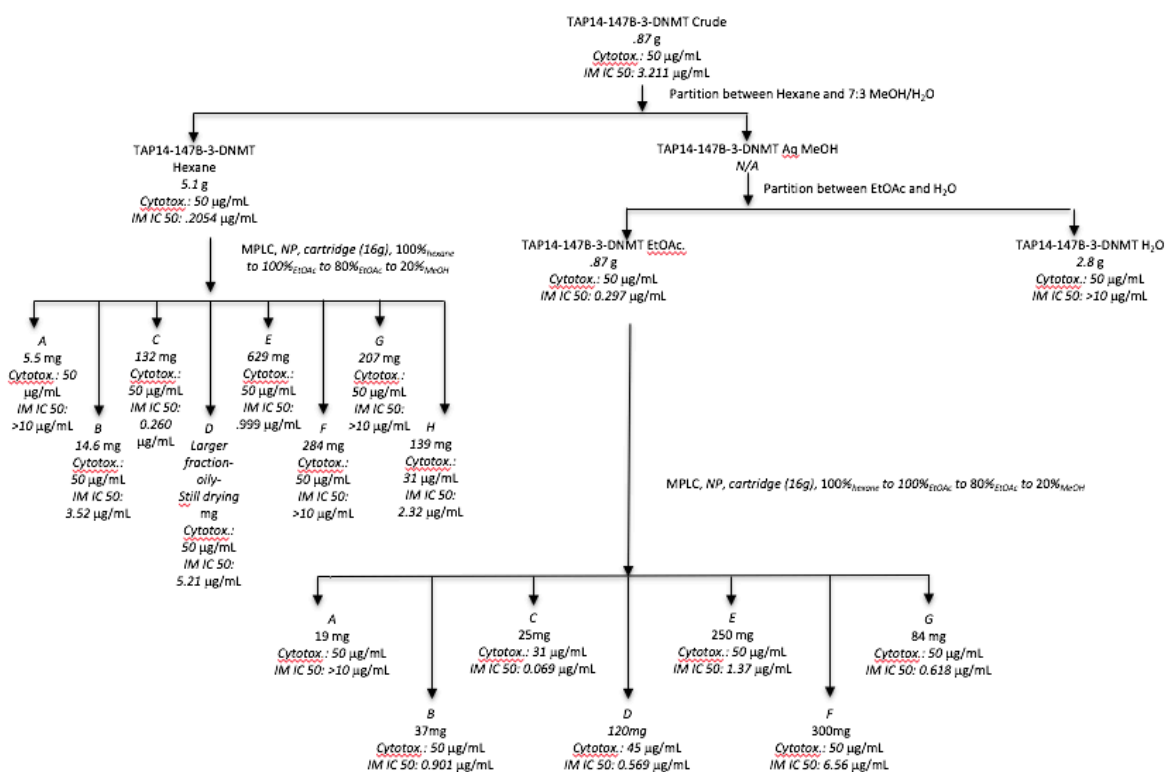 TAP14-147B-3-DNMT Crude
.87 g
Cytotox.: 50 µg/mL
IM IC 50: 3.211 µg/mL
Partition between Hexane and 7:3 MeOH/H₂O
TAP14-147B-3-DNMT
Hexane
5.1 g
Cytotox.: 50 µg/mL
IM IC 50: .2054 µg/mL
TAP14-147B-3-DNMT Aq MeOH
N/A
Partition between EtOAc and H₂O
MPLC, NP, cartridge (16g), 100%hexane
to 100%EtOAc to 80%EtOAc to 20%MeOH
TAP14-147B-3-DNMT EtOAc.
.87 g
Cytotox.: 50 µg/mL
IM IC 50: 0.297 µg/mL
TAP14-147B-3-DNMT H₂O
2.8 g
Cytotox.: 50 µg/mL
IM IC 50: >10 µg/mL
A
5.5 mg
Cytotox.: 50
µg/mL
IM IC 50:
>10 µg/mL
B
14.6 mg
Cytotox.:
50 µg/mL
IM IC 50:
3.52 µg/mL
C
132 mg
Cytotox.:
50 µg/mL
IM IC 50:
0.260
µg/mL
D
Larger
fraction-
oily-
Still drying
mg
Cytotox.:
50 µg/mL
IM IC 50:
5.21 µg/mL
E
629 mg
Cytotox.:
50 µg/mL
IM IC 50:
.999 µg/mL
F
284 mg
Cytotox.:
50 µg/mL
IM IC 50:
>10 µg/mL
G
207 mg
Cytotox.:
50 µg/mL
IM IC 50:
>10 µg/mL
H
139 mg
Cytotox.:
31 µg/mL
IM IC 50:
2.32 µg/mL
MPLC, NP, cartridge (16g), 100%hexane to 100%EtOAc to 80%EtOAc to 20%MeOH
A
19 mg
Cytotox.: 50 µg/mL
IM IC 50: >10 µg/mL
B
37mg
Cytotox.: 50 µg/mL
IM IC 50: 0.901 µg/mL
C
25mg
Cytotox.: 31 µg/mL
IM IC 50: 0.069 µg/mL
D
120mg
Cytotox.: 45 µg/mL
IM IC 50: 0.569 µg/mL
E
250 mg
Cytotox.: 50 µg/mL
IM IC 50: 1.37 µg/mL
F
300mg
Cytotox.: 50 µg/mL
IM IC 50: 6.56 µg/mL
G
84 mg
Cytotox.: 50 µg/mL
IM IC 50: 0.618 µg/mL